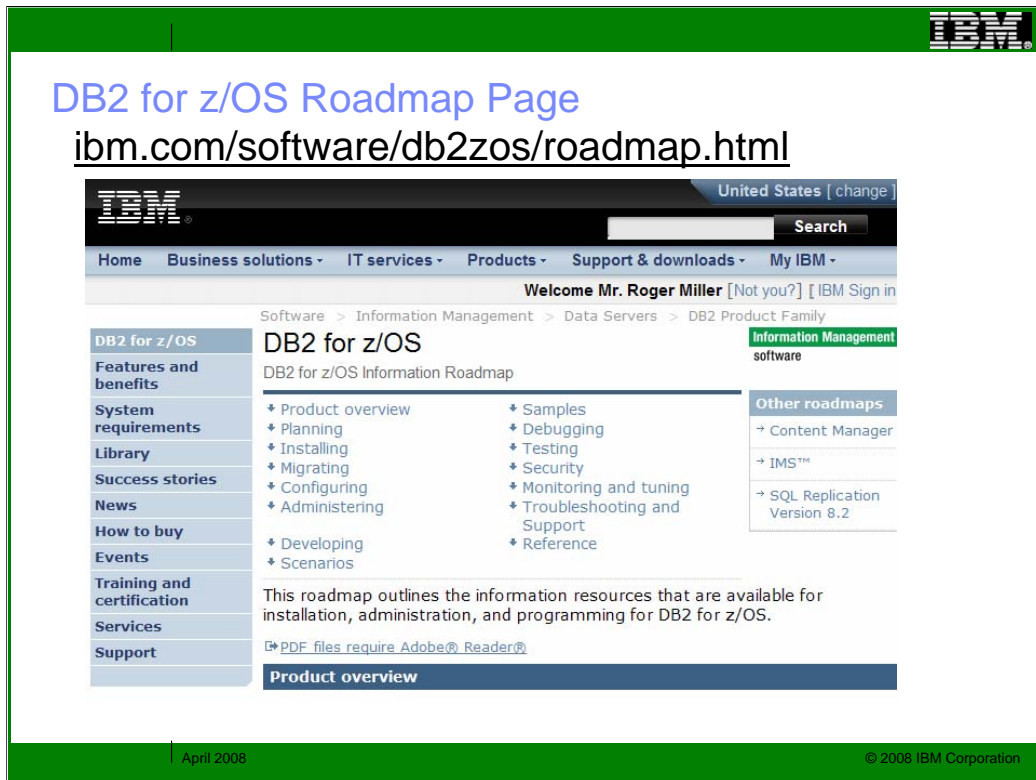 IBM®
DB2 for z/OS Roadmap Page
ibm.com/software/db2zos/roadmap.html
IBM®
United States [ change ]
Search
Home Business solutions IT services Products Support & downloads My IBM
Welcome Mr. Roger Miller [Not you?] [ IBM Sign in
Software > Information Management > Data Servers > DB2 Product Family
DB2 for z/OS
Features and
benefits
System
requirements
Library
Success stories
News
How to buy
Events
Training and
certification
Services
Support
DB2 for z/OS
DB2 for z/OS Information Roadmap
Product overview
Planning
Installing
Migrating
Configuring
Administering
Developing
Scenarios
Samples
Debugging
Testing
Security
Monitoring and tuning
Troubleshooting and
Support
Reference
Information Management
software
Other roadmaps
Content Manager
IMS™
SQL Replication
Version 8.2
This roadmap outlines the information resources that are available for
installation, administration, and programming for DB2 for z/OS.
PDF files require Adobe® Reader®
Product overview
April 2008
© 2008 IBM Corporation